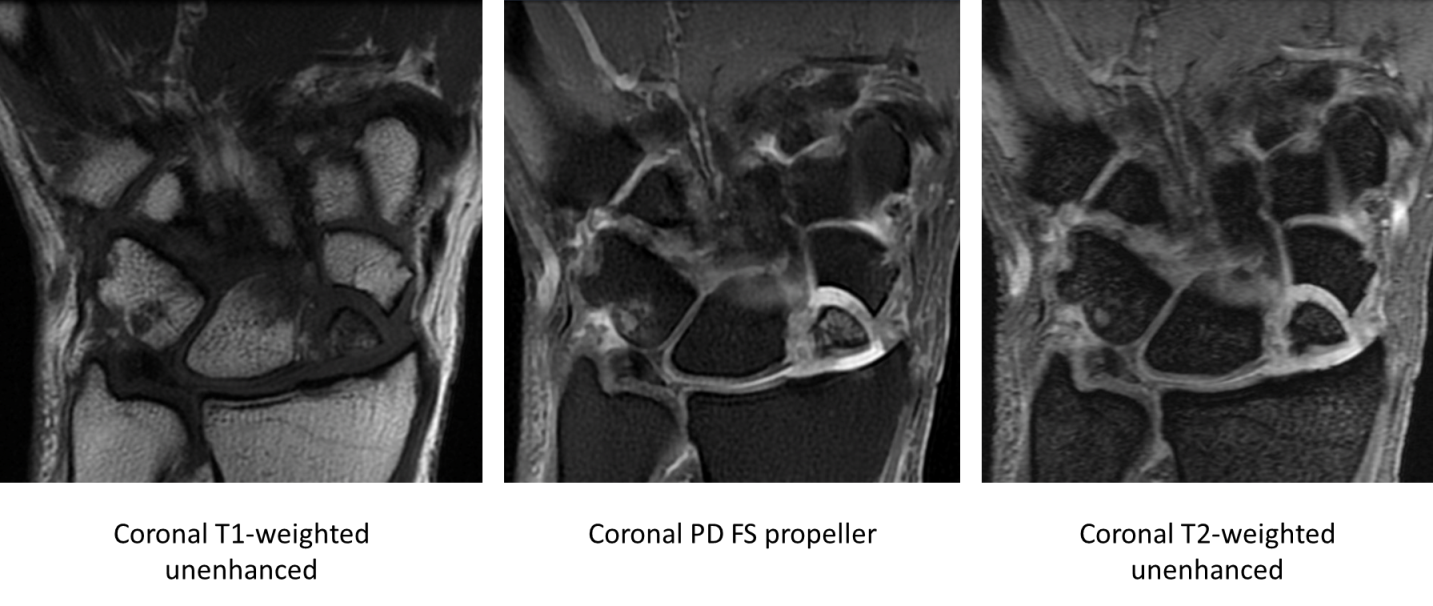 Coronal T1-weighted
unenhanced
Coronal PD FS propeller
Coronal T2-weighted
unenhanced